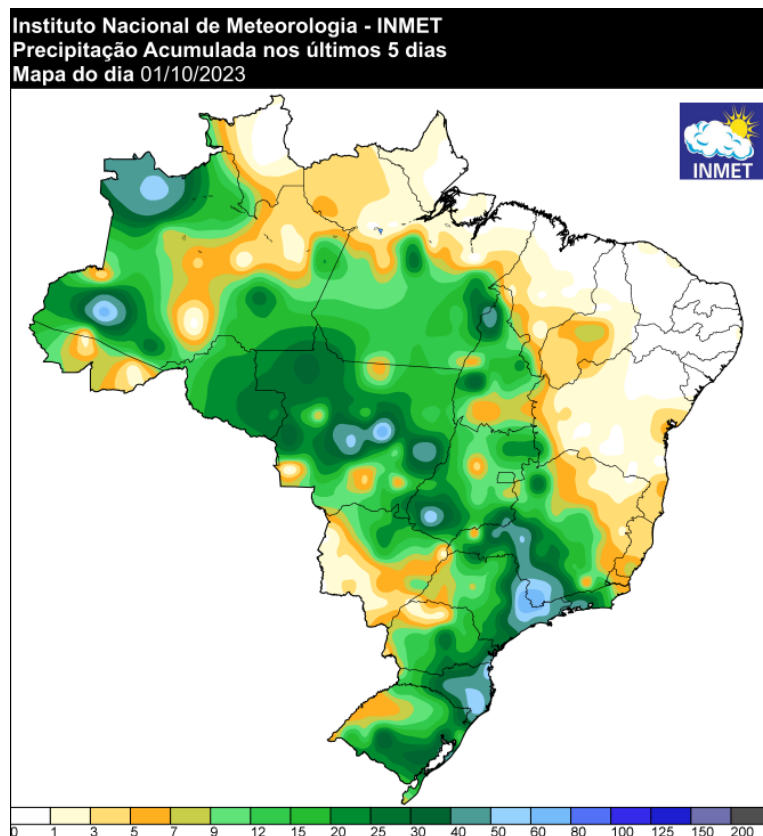 Instituto Nacional de Meteorologia - INMET
Precipitação Acumulada nos últimos 5 dias
Mapa do dia 01/10/2023
INMET
0 1 3 5 7 9 12 15 20 25 30 40 50 60 80 100 125 150 200